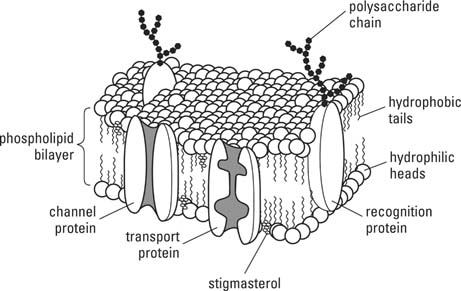 polysaccharide
chain
hydrophobic
tails
phospholipid
bilayer
hydrophilic
heads
channel
protein
transport
protein
recognition
protein
stigmasterol